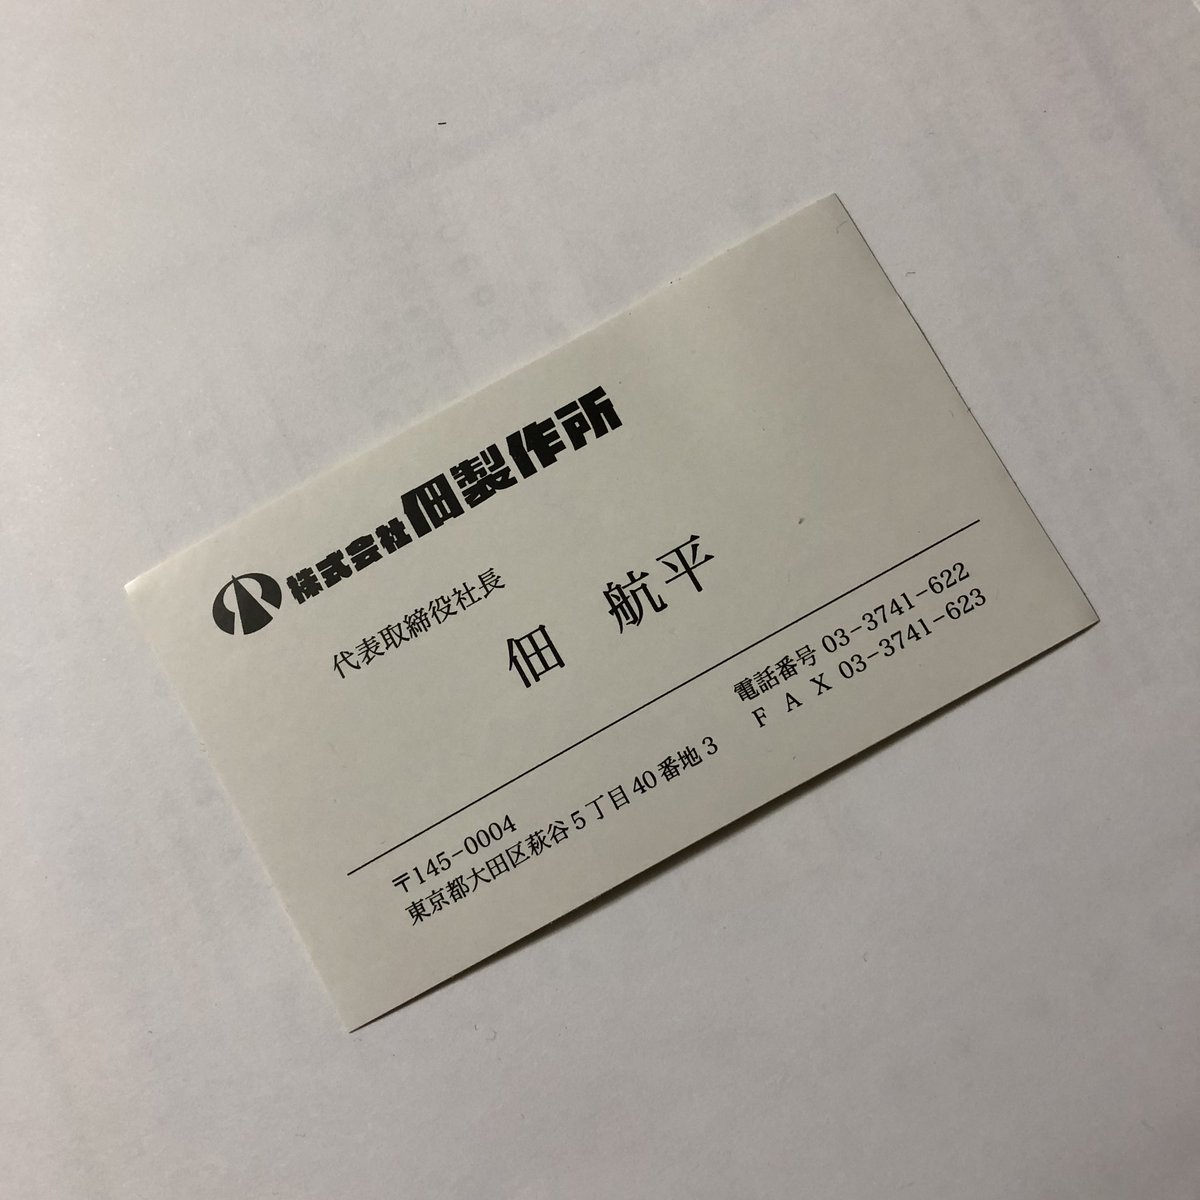 株式会社佃製作所
代表取締役社長
佃　航平
〒145-0004
東京都大田区萩谷5丁目40番地3
電話番号 03-3741-622
ＦＡＸ 03-3741-623